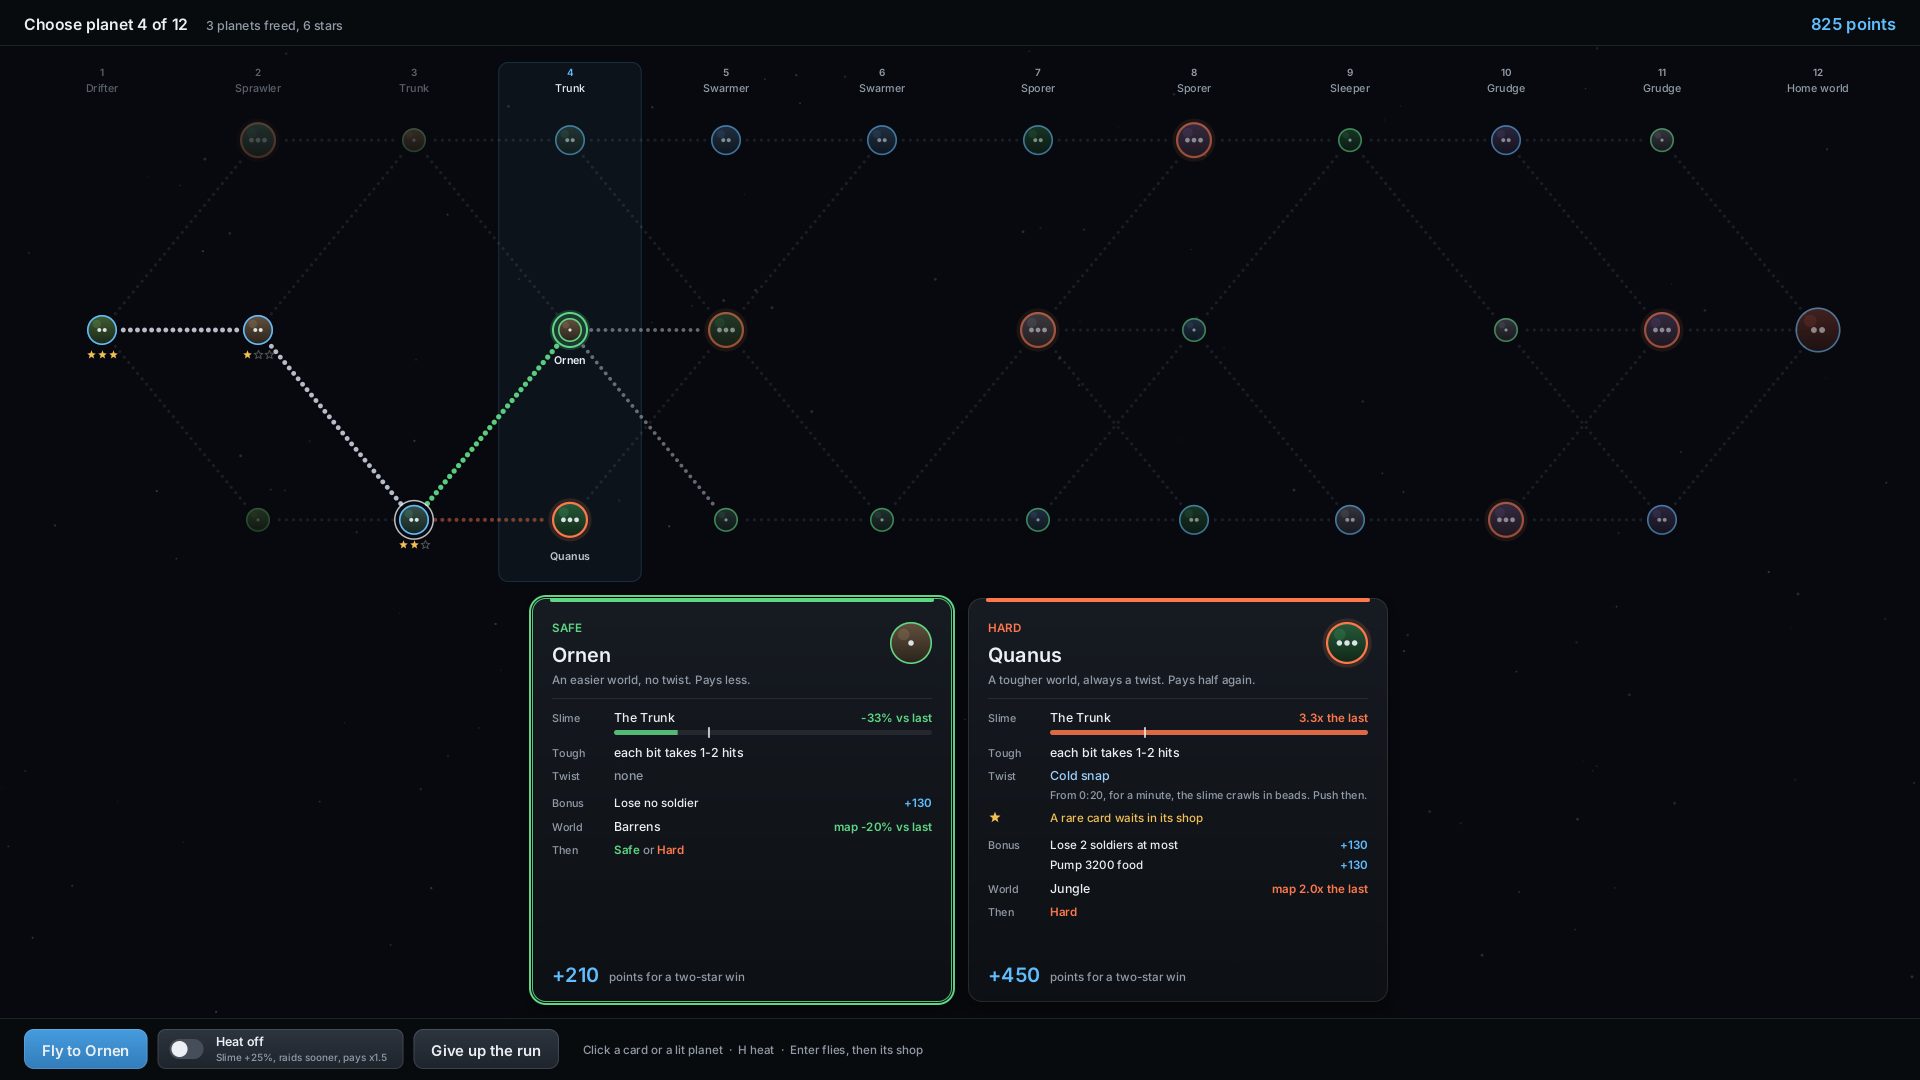 Choose planet 4 of 12 3 planets freed, 6 stars 825 points
1 2 3 4 5 6 7 8 9 10 11 12
Drifter Sprawler Trunk Trunk Swarmer Swarmer Sporer Sporer Sleeper Grudge Grudge Home world
Ornen
Quanus
SAFE
Ornen
An easier world, no twist. Pays less.
Slime The Trunk -33% vs last
Tough each bit takes 1-2 hits
Twist none
Bonus Lose no soldier +130
World Barrens map -20% vs last
Then Safe or Hard
+210 points for a two-star win
HARD
Quanus
A tougher world, always a twist. Pays half again.
Slime The Trunk 3.3x the last
Tough each bit takes 1-2 hits
Twist Cold snap
From 0:20, for a minute, the slime crawls in beads. Push then.
★ A rare card waits in its shop
Bonus Lose 2 soldiers at most +130
Pump 3200 food +130
World Jungle map 2.0x the last
Then Hard
+450 points for a two-star win
Fly to Ornen
Heat off
Slime +25%, raids sooner, pays x1.5
Give up the run
Click a card or a lit planet · H heat · Enter flies, then its shop